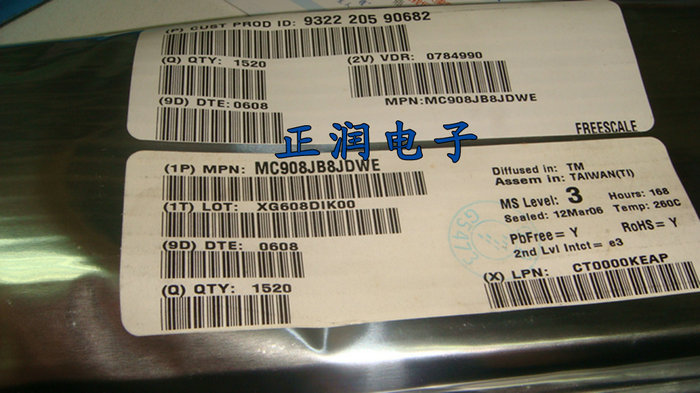 (P) CUST PROD ID: 9322 205 90682
(Q) QTY: 1520
(2V) VDR: 0784990
(9D) DTE: 0608
MPN:MC908JB8JDWE
FREESCALE
正润电子
(1P) MPN: MC908JB8JDWE
(1T) LOT: XG608DIK00
(9D) DTE: 0608
(Q) QTY: 1520
Diffused in: TM
Assem in: TAIWAN(TI)
MS Level: 3 Hours: 168
Sealed: 12Mar06 Temp: 260C
PbFree= Y RoHS= Y
2nd Lvl Intct= e3
(X) LPN: CT0000KEAP